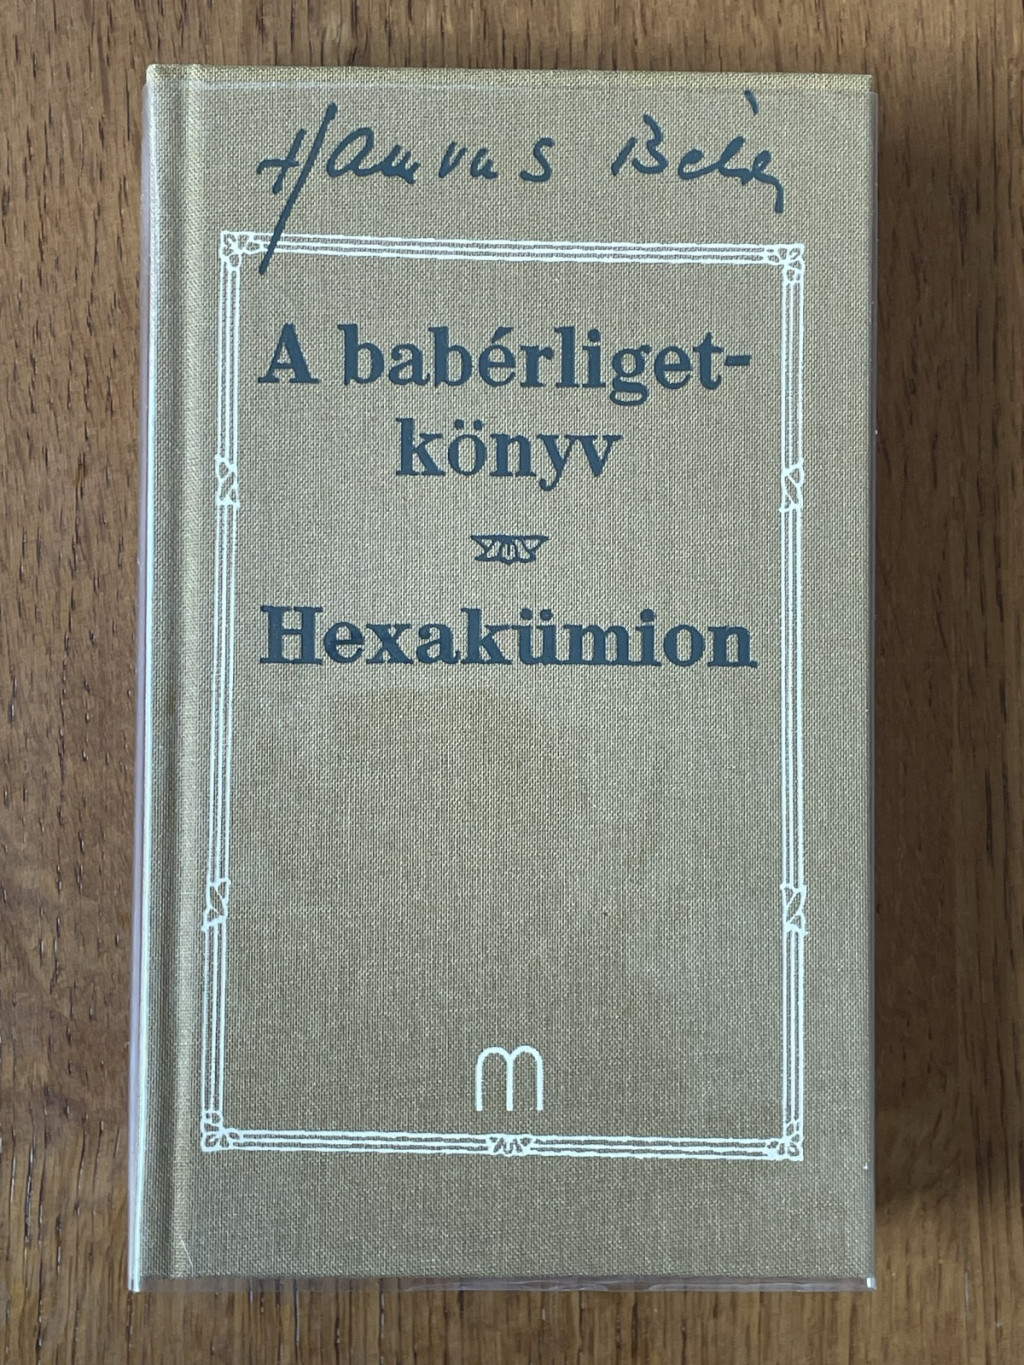 Hamvas Béla
A babérliget-
könyv
Hexakümion
m